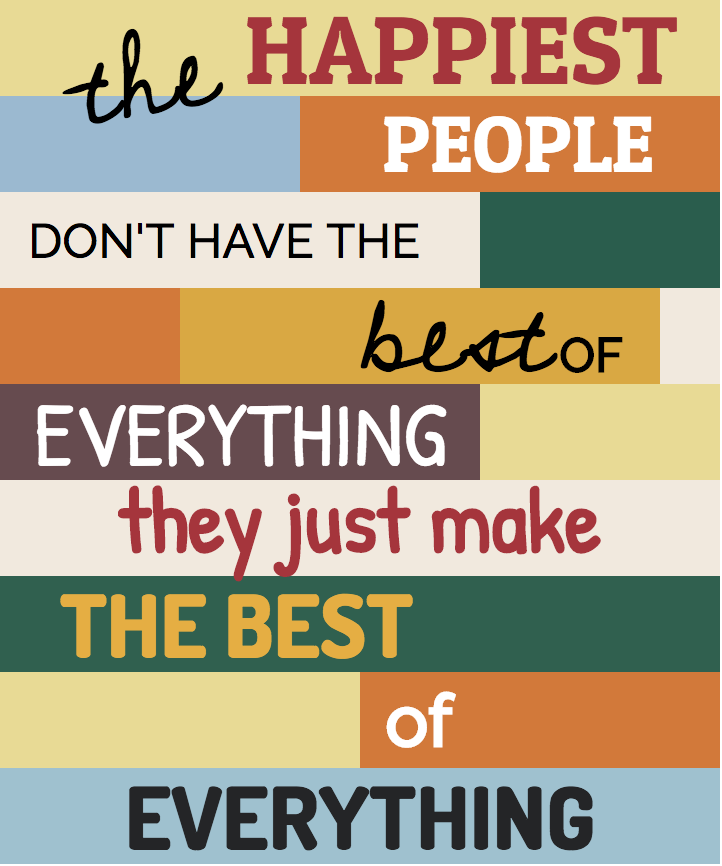 the HAPPIEST
PEOPLE
DON'T HAVE THE
best OF
EVERYTHING
they just make
THE BEST
of
EVERYTHING